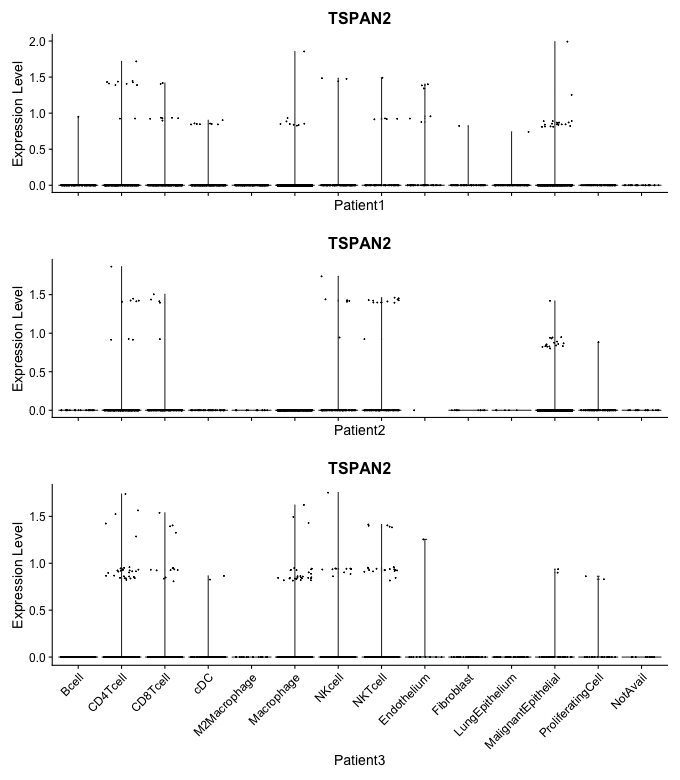 TSPAN2
Expression Level
2.0
1.5
1.0
0.5
0.0
Patient1
TSPAN2
Expression Level
1.5
1.0
0.5
0.0
Patient2
TSPAN2
Expression Level
1.5
1.0
0.5
0.0
Bcell
CD4Tcell
CD8Tcell
cDC
M2Macrophage
Macrophage
NKcell
NKTcell
Endothelium
Fibroblast
LungEpithelium
MalignantEpithelial
ProliferatingCell
NotAvail
Patient3